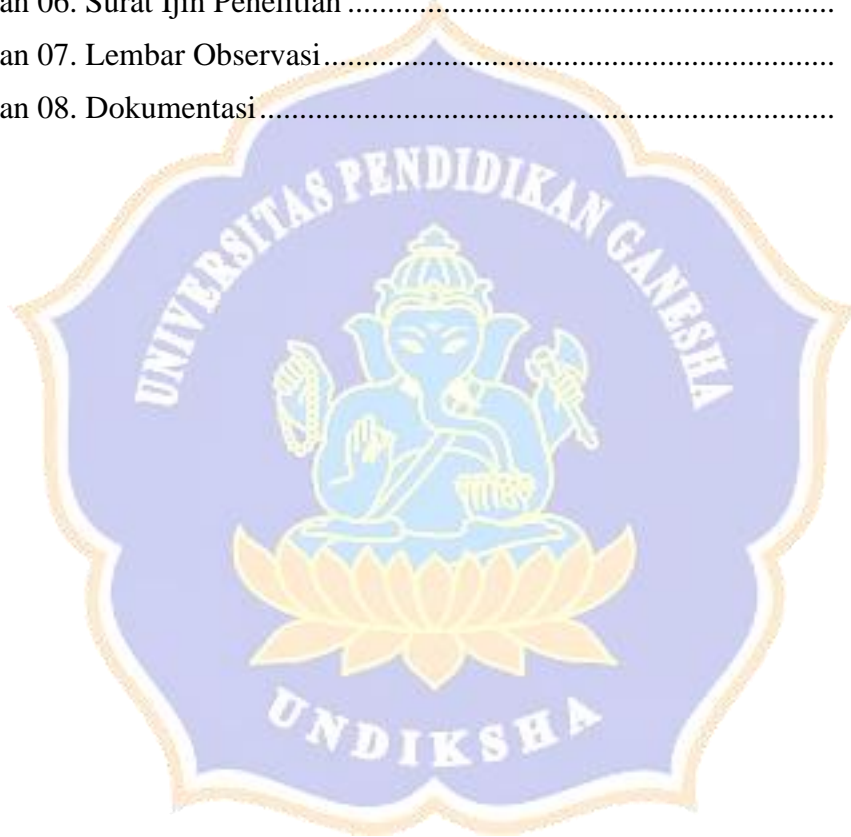 an 06. Surat Ijin Penelitian ............................................................
an 07. Lembar Observasi...............................................................
an 08. Dokumentasi.......................................................................
UNIVERSITAS PENDIDIKAN GANESHA
UNDIKSHA